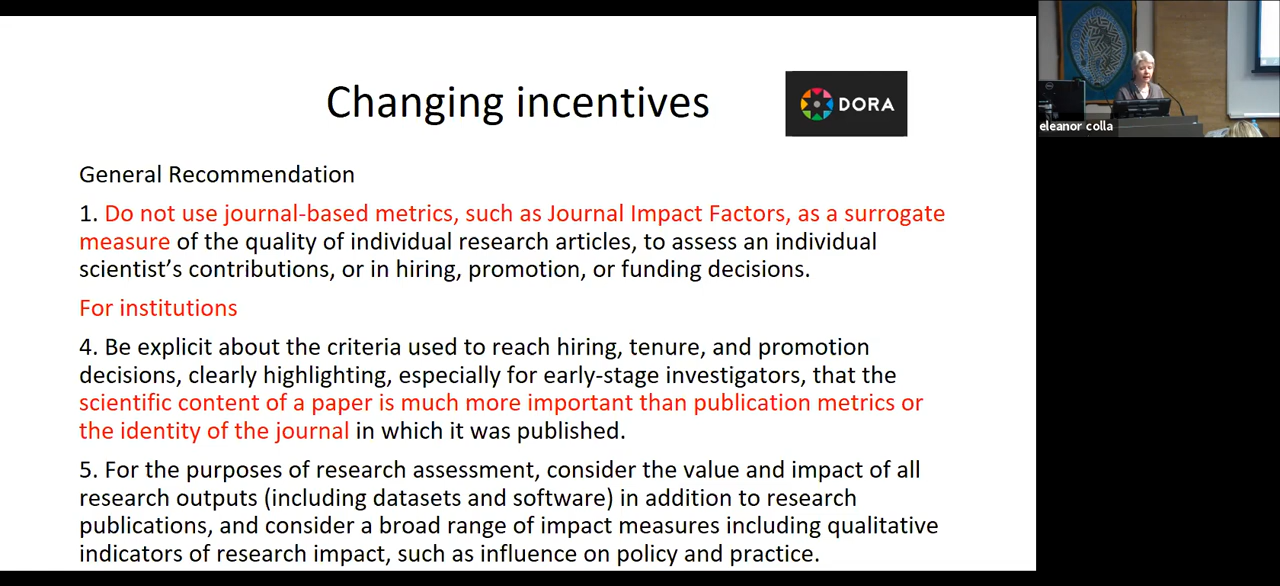 Changing incentives
DORA
General Recommendation
1. Do not use journal-based metrics, such as Journal Impact Factors, as a surrogate
measure of the quality of individual research articles, to assess an individual
scientist's contributions, or in hiring, promotion, or funding decisions.
For institutions
4. Be explicit about the criteria used to reach hiring, tenure, and promotion
decisions, clearly highlighting, especially for early-stage investigators, that the
scientific content of a paper is much more important than publication metrics or
the identity of the journal in which it was published.
5. For the purposes of research assessment, consider the value and impact of all
research outputs (including datasets and software) in addition to research
publications, and consider a broad range of impact measures including qualitative
indicators of research impact, such as influence on policy and practice.
eleanor colla